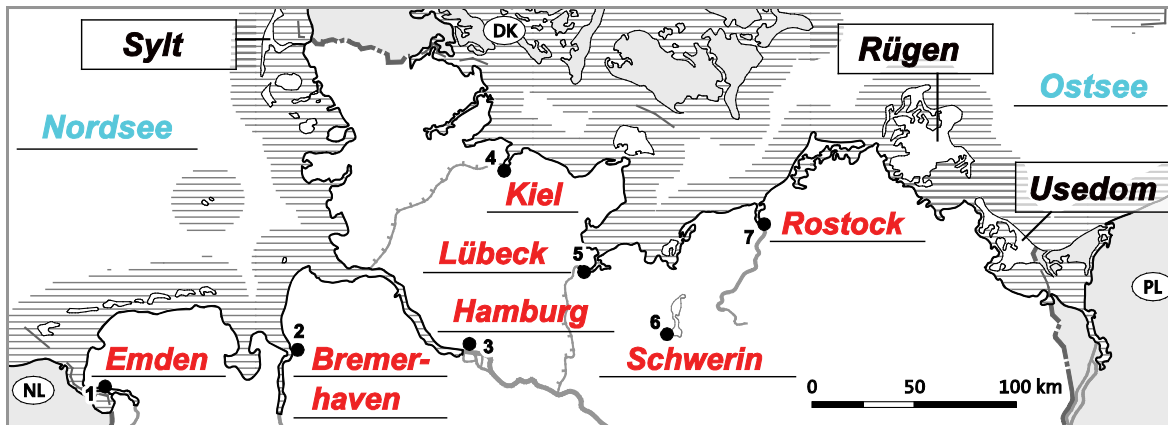 DK
Sylt
Rügen
Ostsee
Nordsee
4
Kiel
Usedom
7
Rostock
Lübeck
5
PL
Hamburg
6
2
3
Emden
Bremer-
haven
Schwerin
NL
1
0
50
100 km